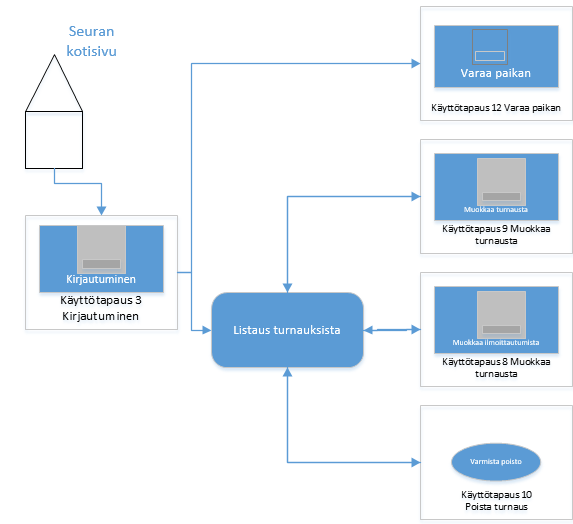 Seuran
kotisivu
Kirjautuminen
Käyttötapaus 3
Kirjautuminen
Listaus turnauksista
Varaa paikan
Käyttötapaus 12 Varaa paikan
Muokkaa turnausta
Käyttötapaus 9 Muokkaa
turnausta
Muokkaa ilmoittautumista
Käyttötapaus 8 Muokkaa
turnausta
Varmista poisto
Käyttötapaus 10
Poista turnaus